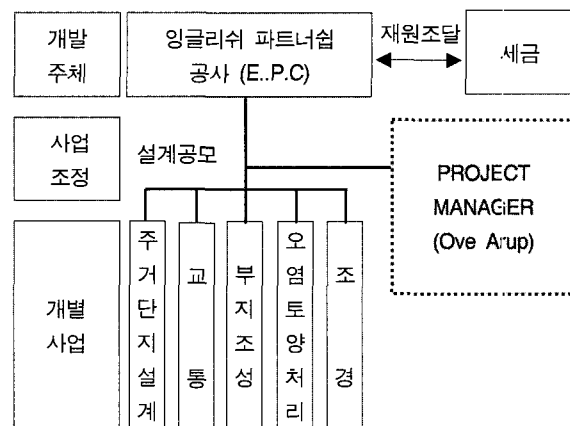 개발
주체
잉글리쉬 파트너쉽
공사 (E..P.C)
재원조달
세금
사업
조정
설계공모
PROJECT
MANAGER
(Ove Arup)
개별
사업
주거단지설계
교통
부지조성
오염토양처리
조경